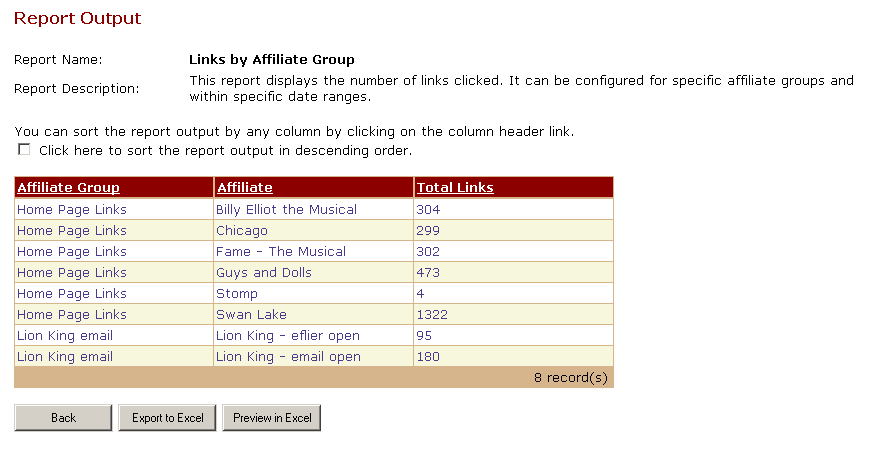 Report Output
Report Name: Links by Affiliate Group
Report Description: This report displays the number of links clicked. It can be configured for specific affiliate groups and
within specific date ranges.
You can sort the report output by any column by clicking on the column header link.
Click here to sort the report output in descending order.
Affiliate Group Affiliate Total Links
Home Page Links Billy Elliot the Musical 304
Home Page Links Chicago 299
Home Page Links Fame - The Musical 302
Home Page Links Guys and Dolls 473
Home Page Links Stomp 4
Home Page Links Swan Lake 1322
Lion King email Lion King - eflier open 95
Lion King email Lion King - email open 180
8 record(s)
Back Export to Excel Preview in Excel